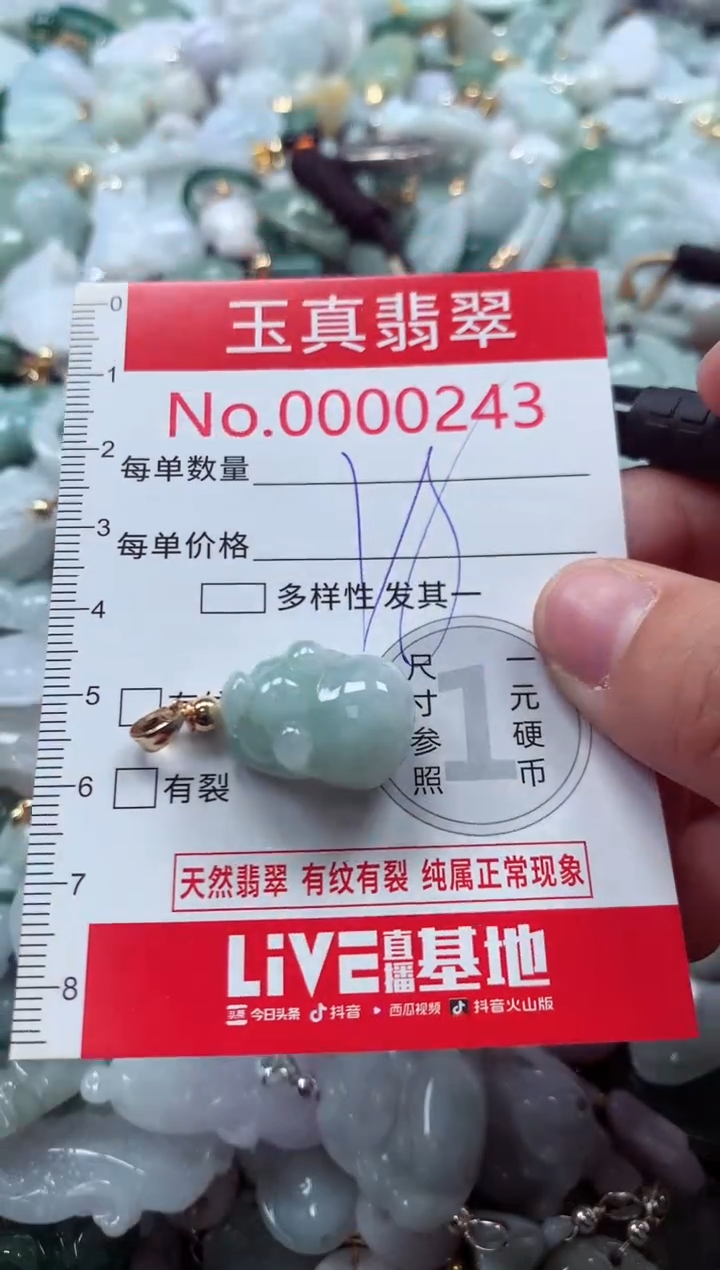 0
玉真翡翠
1
No.0000243
2
每单数量
3
每单价格
4
多样性 发其一
5
尺寸参照
一元硬币
1
6
有裂
天然翡翠 有纹有裂 纯属正常现象
7
LiVE直播基地
8
头条 今日头条 抖音 西瓜视频 抖音火山版